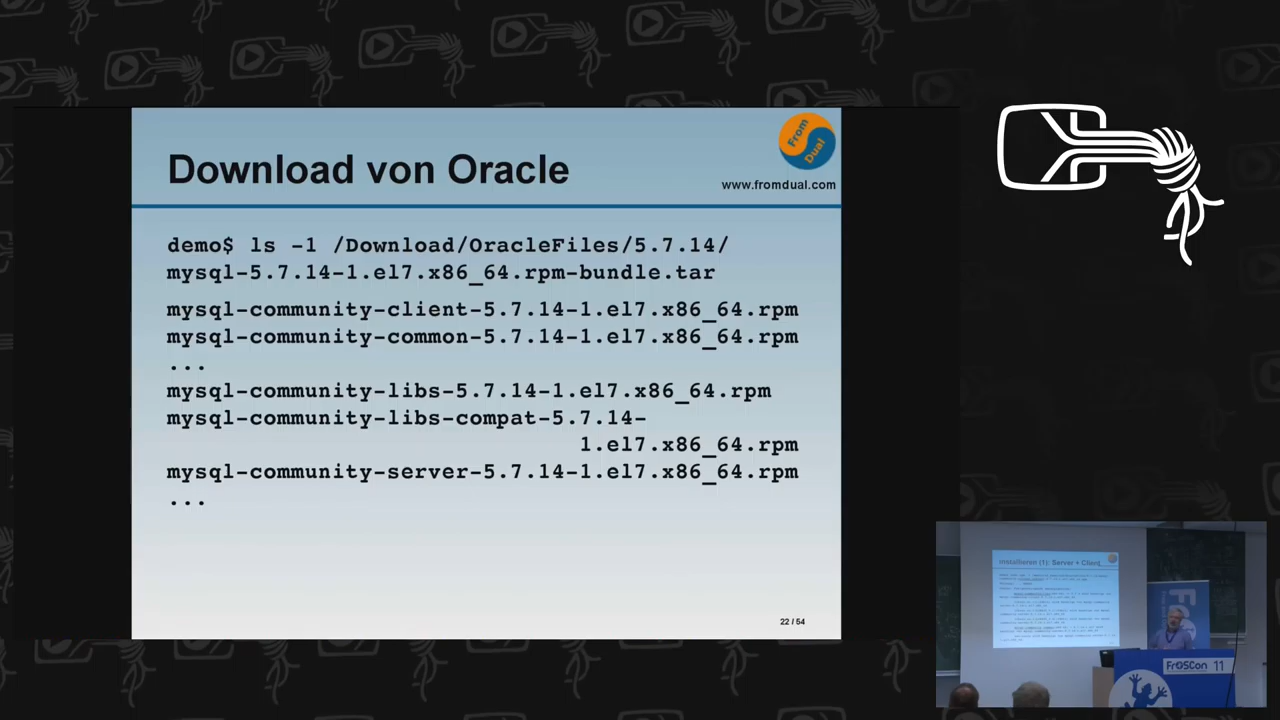 Download von Oracle
From
Dual
www.fromdual.com
demo$ ls -1 /Download/OracleFiles/5.7.14/
mysql-5.7.14-1.el7.x86_64.rpm-bundle.tar
mysql-community-client-5.7.14-1.el7.x86_64.rpm
mysql-community-common-5.7.14-1.el7.x86_64.rpm
...
mysql-community-libs-5.7.14-1.el7.x86_64.rpm
mysql-community-libs-compat-5.7.14-
1.el7.x86_64.rpm
mysql-community-server-5.7.14-1.el7.x86_64.rpm
...
22 / 54
Installieren (1): Server + Client
FrOSCon 11